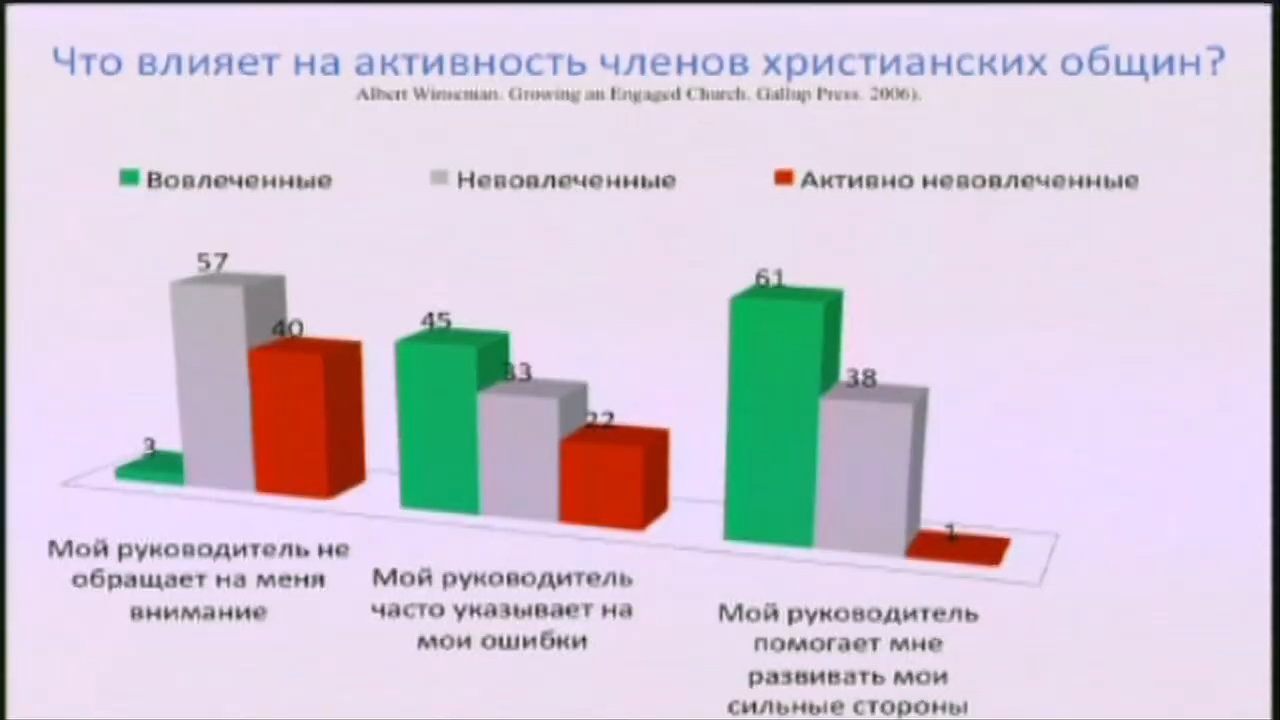 Что влияет на активность членов христианских общин?
Albert Winseman. Growing an Engaged Church. Gallup Press. 2006).
Вовлеченные
Невовлеченные
Активно невовлеченные
3
57
40
45
33
22
61
38
1
Мой руководитель не
обращает на меня
внимание
Мой руководитель
часто указывает на
мои ошибки
Мой руководитель
помогает мне
развивать мои
сильные стороны